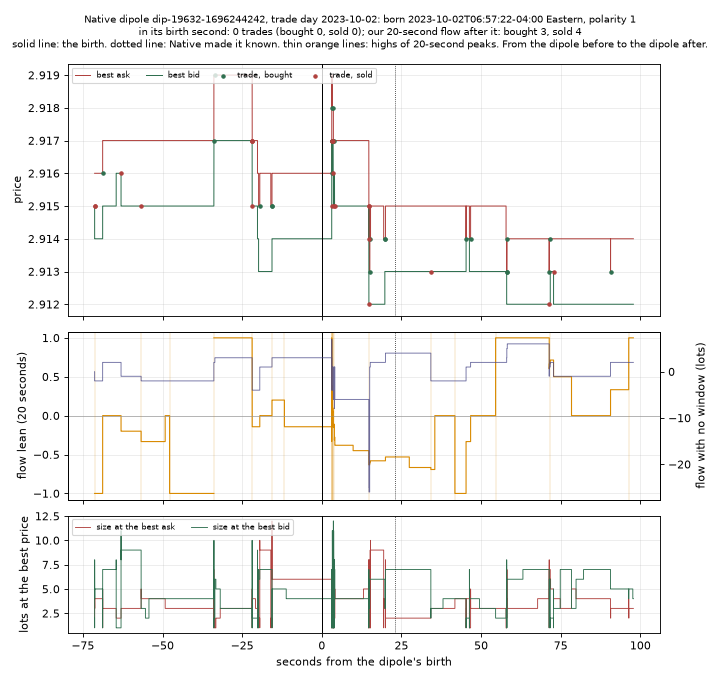 Native dipole dip-19632-1696244242, trade day 2023-10-02: born 2023-10-02T06:57:22-04:00 Eastern, polarity 1
in its birth second: 0 trades (bought 0, sold 0); our 20-second flow after it: bought 3, sold 4
solid line: the birth. dotted line: Native made it known. thin orange lines: highs of 20-second peaks. From the dipole before to the dipole after.
best ask
best bid
trade, bought
trade, sold
2.919
2.918
2.917
2.916
2.915
2.914
2.913
2.912
price
1.0
0.5
0.0
−0.5
−1.0
flow lean (20 seconds)
0
−10
−20
flow with no window (lots)
size at the best ask
size at the best bid
12.5
10.0
7.5
5.0
2.5
lots at the best price
−75
−50
−25
0
25
50
75
100
seconds from the dipole's birth